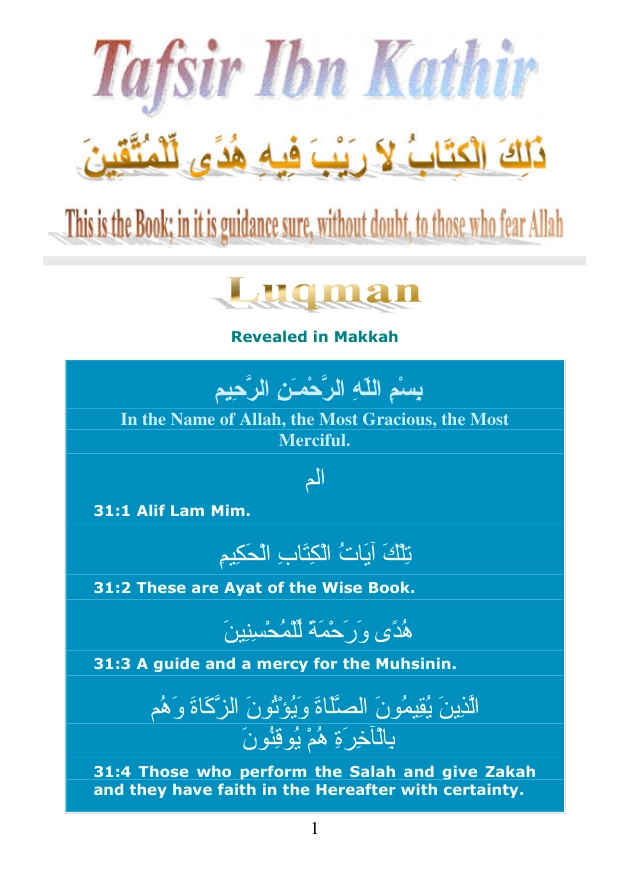 Tafsir Ibn Kathir
ذَلِكَ الْكِتَابُ لاَ رَيْبَ فِيهِ هُدًى لِّلْمُتَّقِينَ
This is the Book; in it is guidance sure, without doubt, to those who fear Allah
Luqman
Revealed in Makkah
بِسْمِ اللَّهِ الرَّحْمَـنِ الرَّحِيمِ
In the Name of Allah, the Most Gracious, the Most
Merciful.
الم
31:1 Alif Lam Mim.
تِلْكَ آيَاتُ الْكِتَابِ الْحَكِيمِ
31:2 These are Ayat of the Wise Book.
هُدًى وَرَحْمَةً لِّلْمُحْسِنِينَ
31:3 A guide and a mercy for the Muhsinin.
الَّذِينَ يُقِيمُونَ الصَّلَاةَ وَيُؤْتُونَ الزَّكَاةَ وَهُم
بِالْآخِرَةِ هُمْ يُوقِنُونَ
31:4 Those who perform the Salah and give Zakah
and they have faith in the Hereafter with certainty.
1